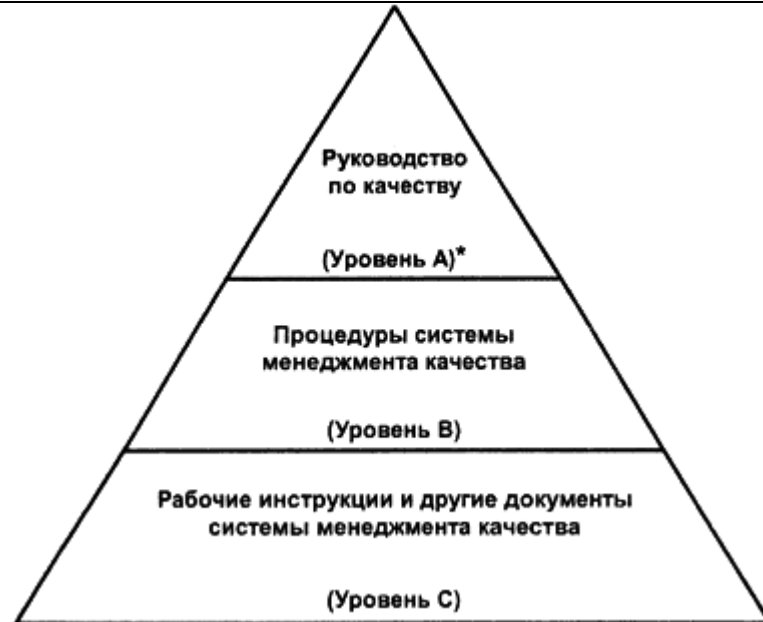 Руководство
по качеству
(Уровень А)*
Процедуры системы
менеджмента качества
(Уровень В)
Рабочие инструкции и другие документы
системы менеджмента качества
(Уровень С)